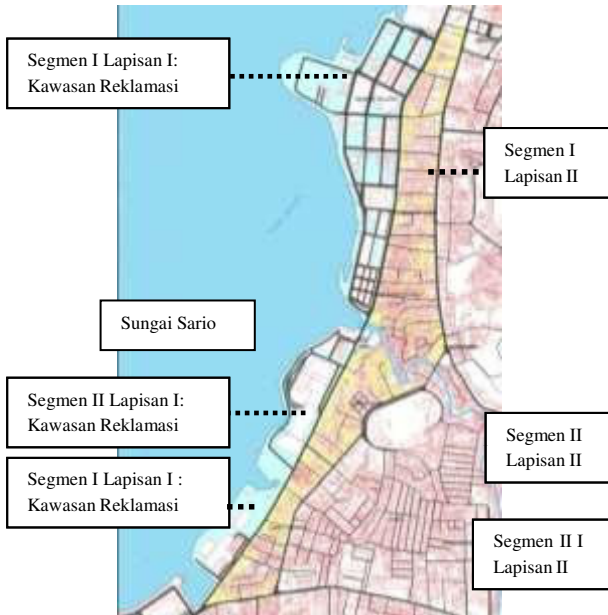 Segmen I Lapisan I:
Kawasan Reklamasi
Segmen I
Lapisan II
Sungai Sario
Segmen II Lapisan I:
Kawasan Reklamasi
Segmen II
Lapisan II
Segmen I Lapisan I :
Kawasan Reklamasi
Segmen II I
Lapisan II